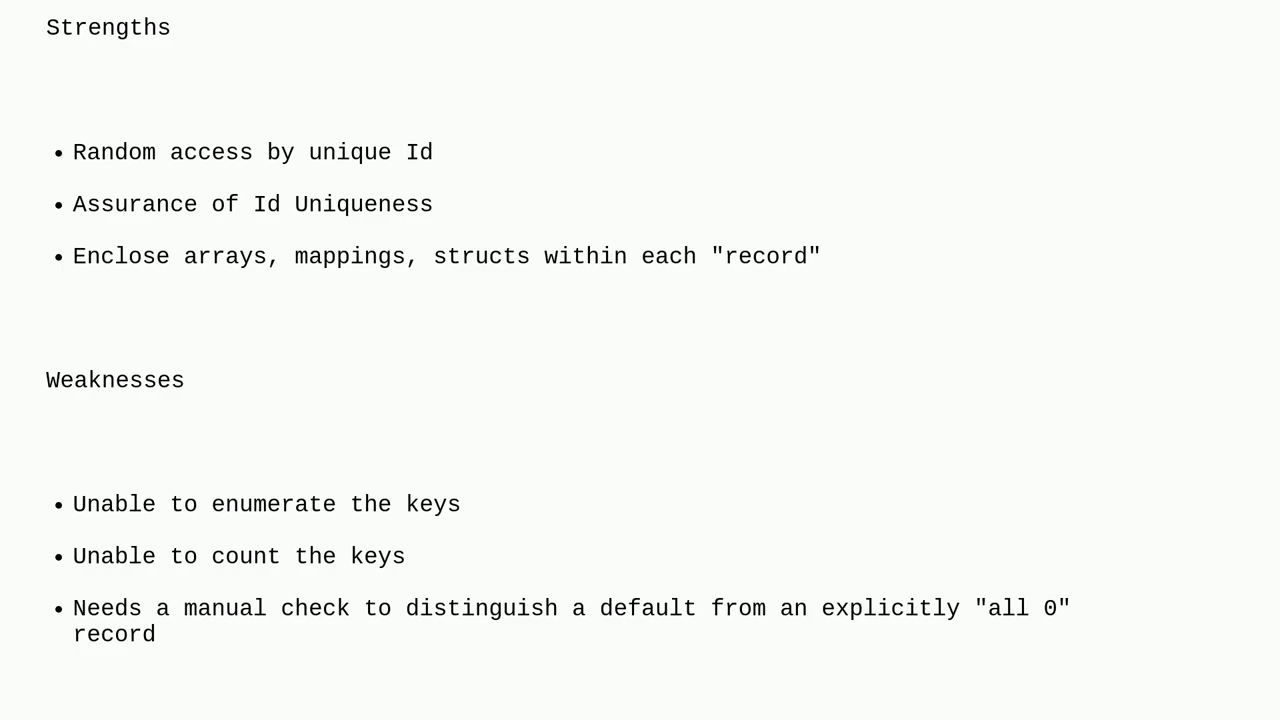 Strengths
• Random access by unique Id
• Assurance of Id Uniqueness
• Enclose arrays, mappings, structs within each "record"
Weaknesses
• Unable to enumerate the keys
• Unable to count the keys
• Needs a manual check to distinguish a default from an explicitly "all 0"
record